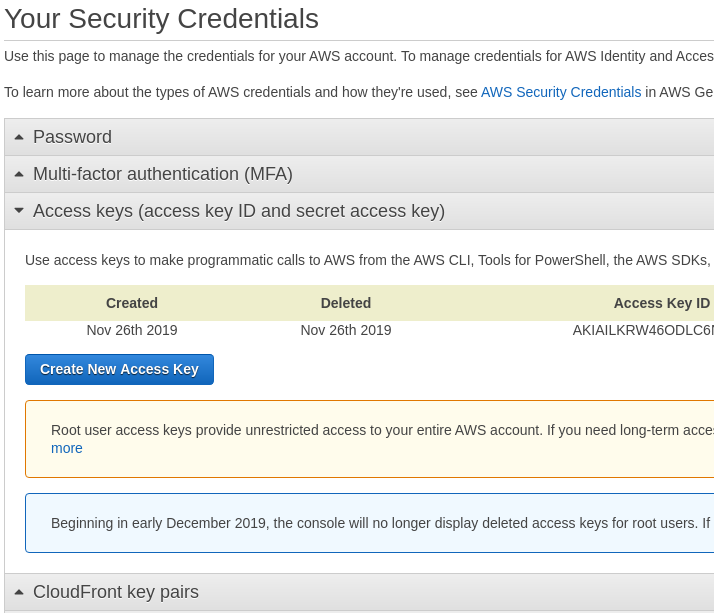 Your Security Credentials
Use this page to manage the credentials for your AWS account. To manage credentials for AWS Identity and Acces
To learn more about the types of AWS credentials and how they're used, see AWS Security Credentials in AWS Ge
Password
Multi-factor authentication (MFA)
Access keys (access key ID and secret access key)
Use access keys to make programmatic calls to AWS from the AWS CLI, Tools for PowerShell, the AWS SDKs,
Created Deleted Access Key ID
Nov 26th 2019 Nov 26th 2019 AKIAILKRW46ODLC6
Create New Access Key
Root user access keys provide unrestricted access to your entire AWS account. If you need long-term acce
more
Beginning in early December 2019, the console will no longer display deleted access keys for root users. If
CloudFront key pairs